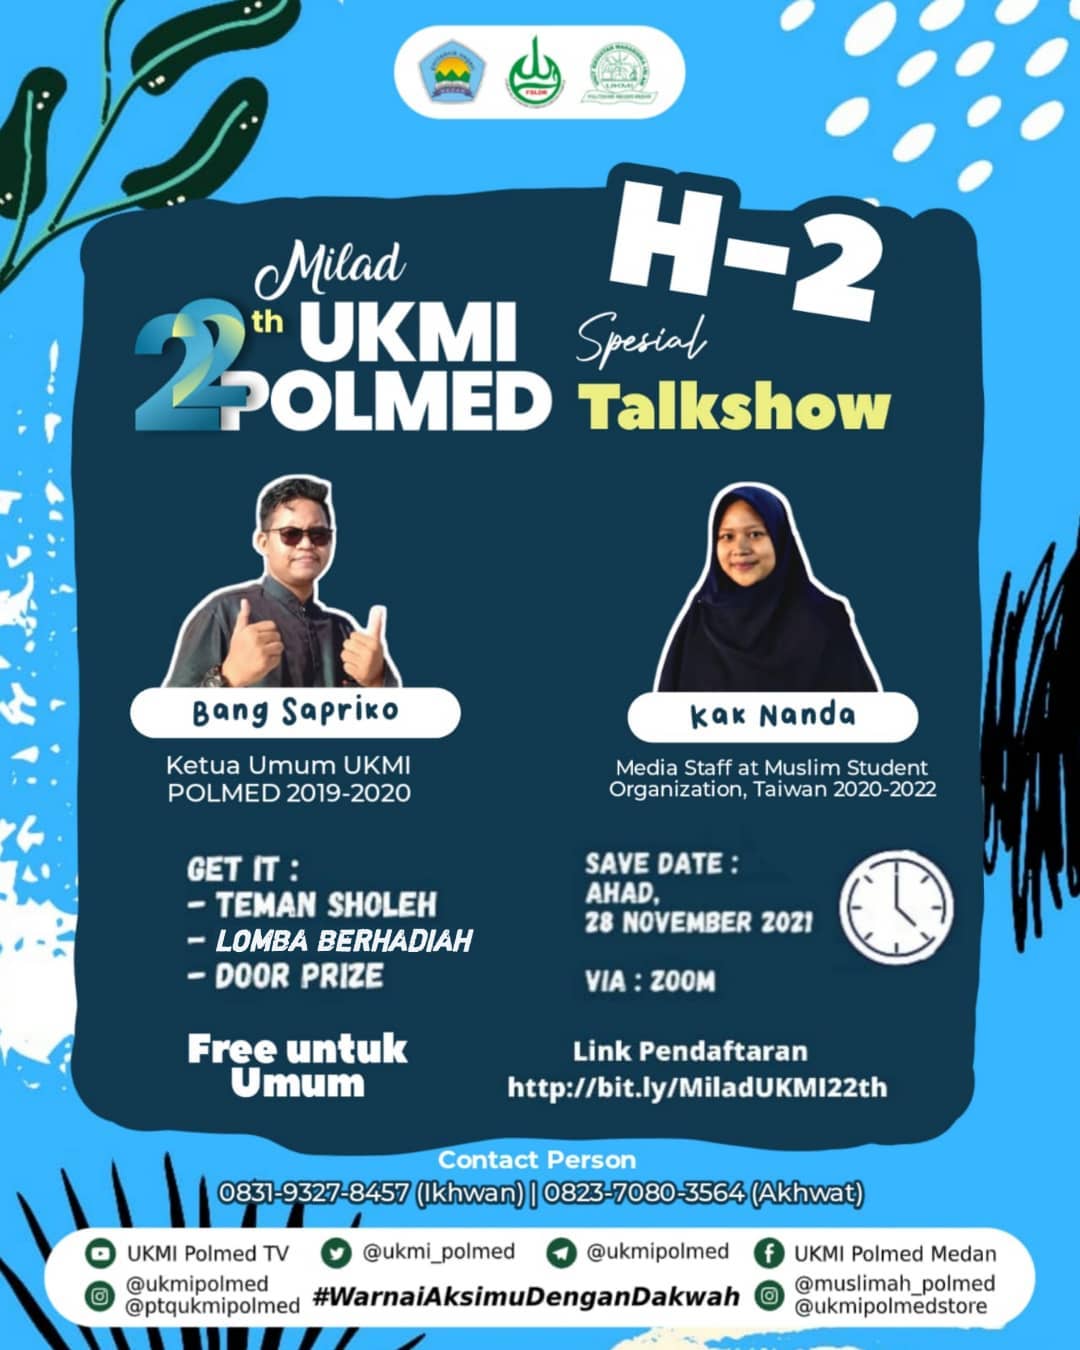 FSLDK
UKMI
H-2
Milad
22th UKMI
POLMED
Spesial
Talkshow
Bang Sapriko
Ketua Umum UKMI
POLMED 2019-2020
Kak Nanda
Media Staff at Muslim Student
Organization, Taiwan 2020-2022
GET IT :
- TEMAN SHOLEH
- LOMBA BERHADIAH
- DOOR PRIZE
SAVE DATE :
AHAD,
28 NOVEMBER 2021
VIA : ZOOM
Free untuk
Umum
Link Pendaftaran
http://bit.ly/MiladUKMI22th
Contact Person
0831-9327-8457 (Ikhwan) | 0823-7080-3564 (Akhwat)
UKMI Polmed TV
@ukmi_polmed
@ukmipolmed
UKMI Polmed Medan
@ukmipolmed
@ptqukmipolmed
#WarnaiAksimuDenganDakwah
@muslimah_polmed
@ukmipolmedstore